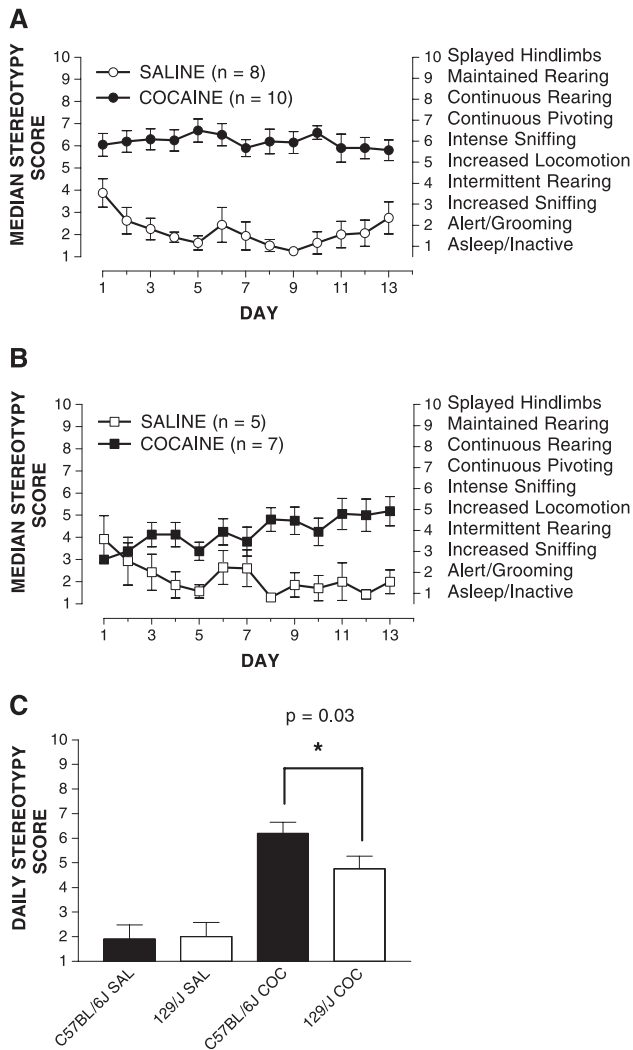 A
MEDIAN STEREOTYPY
SCORE
10
9
8
7
6
5
4
3
2
1
SALINE (n = 8)
COCAINE (n = 10)
10 Splayed Hindlimbs
9 Maintained Rearing
8 Continuous Rearing
7 Continuous Pivoting
6 Intense Sniffing
5 Increased Locomotion
4 Intermittent Rearing
3 Increased Sniffing
2 Alert/Grooming
1 Asleep/Inactive
1 3 5 7 9 11 13
DAY
B
MEDIAN STEREOTYPY
SCORE
10
9
8
7
6
5
4
3
2
1
SALINE (n = 5)
COCAINE (n = 7)
10 Splayed Hindlimbs
9 Maintained Rearing
8 Continuous Rearing
7 Continuous Pivoting
6 Intense Sniffing
5 Increased Locomotion
4 Intermittent Rearing
3 Increased Sniffing
2 Alert/Grooming
1 Asleep/Inactive
1 3 5 7 9 11 13
DAY
C
p = 0.03
*
DAILY STEREOTYPY
SCORE
10
9
8
7
6
5
4
3
2
1
C57BL/6J SAL
129/J SAL
C57BL/6J COC
129/J COC